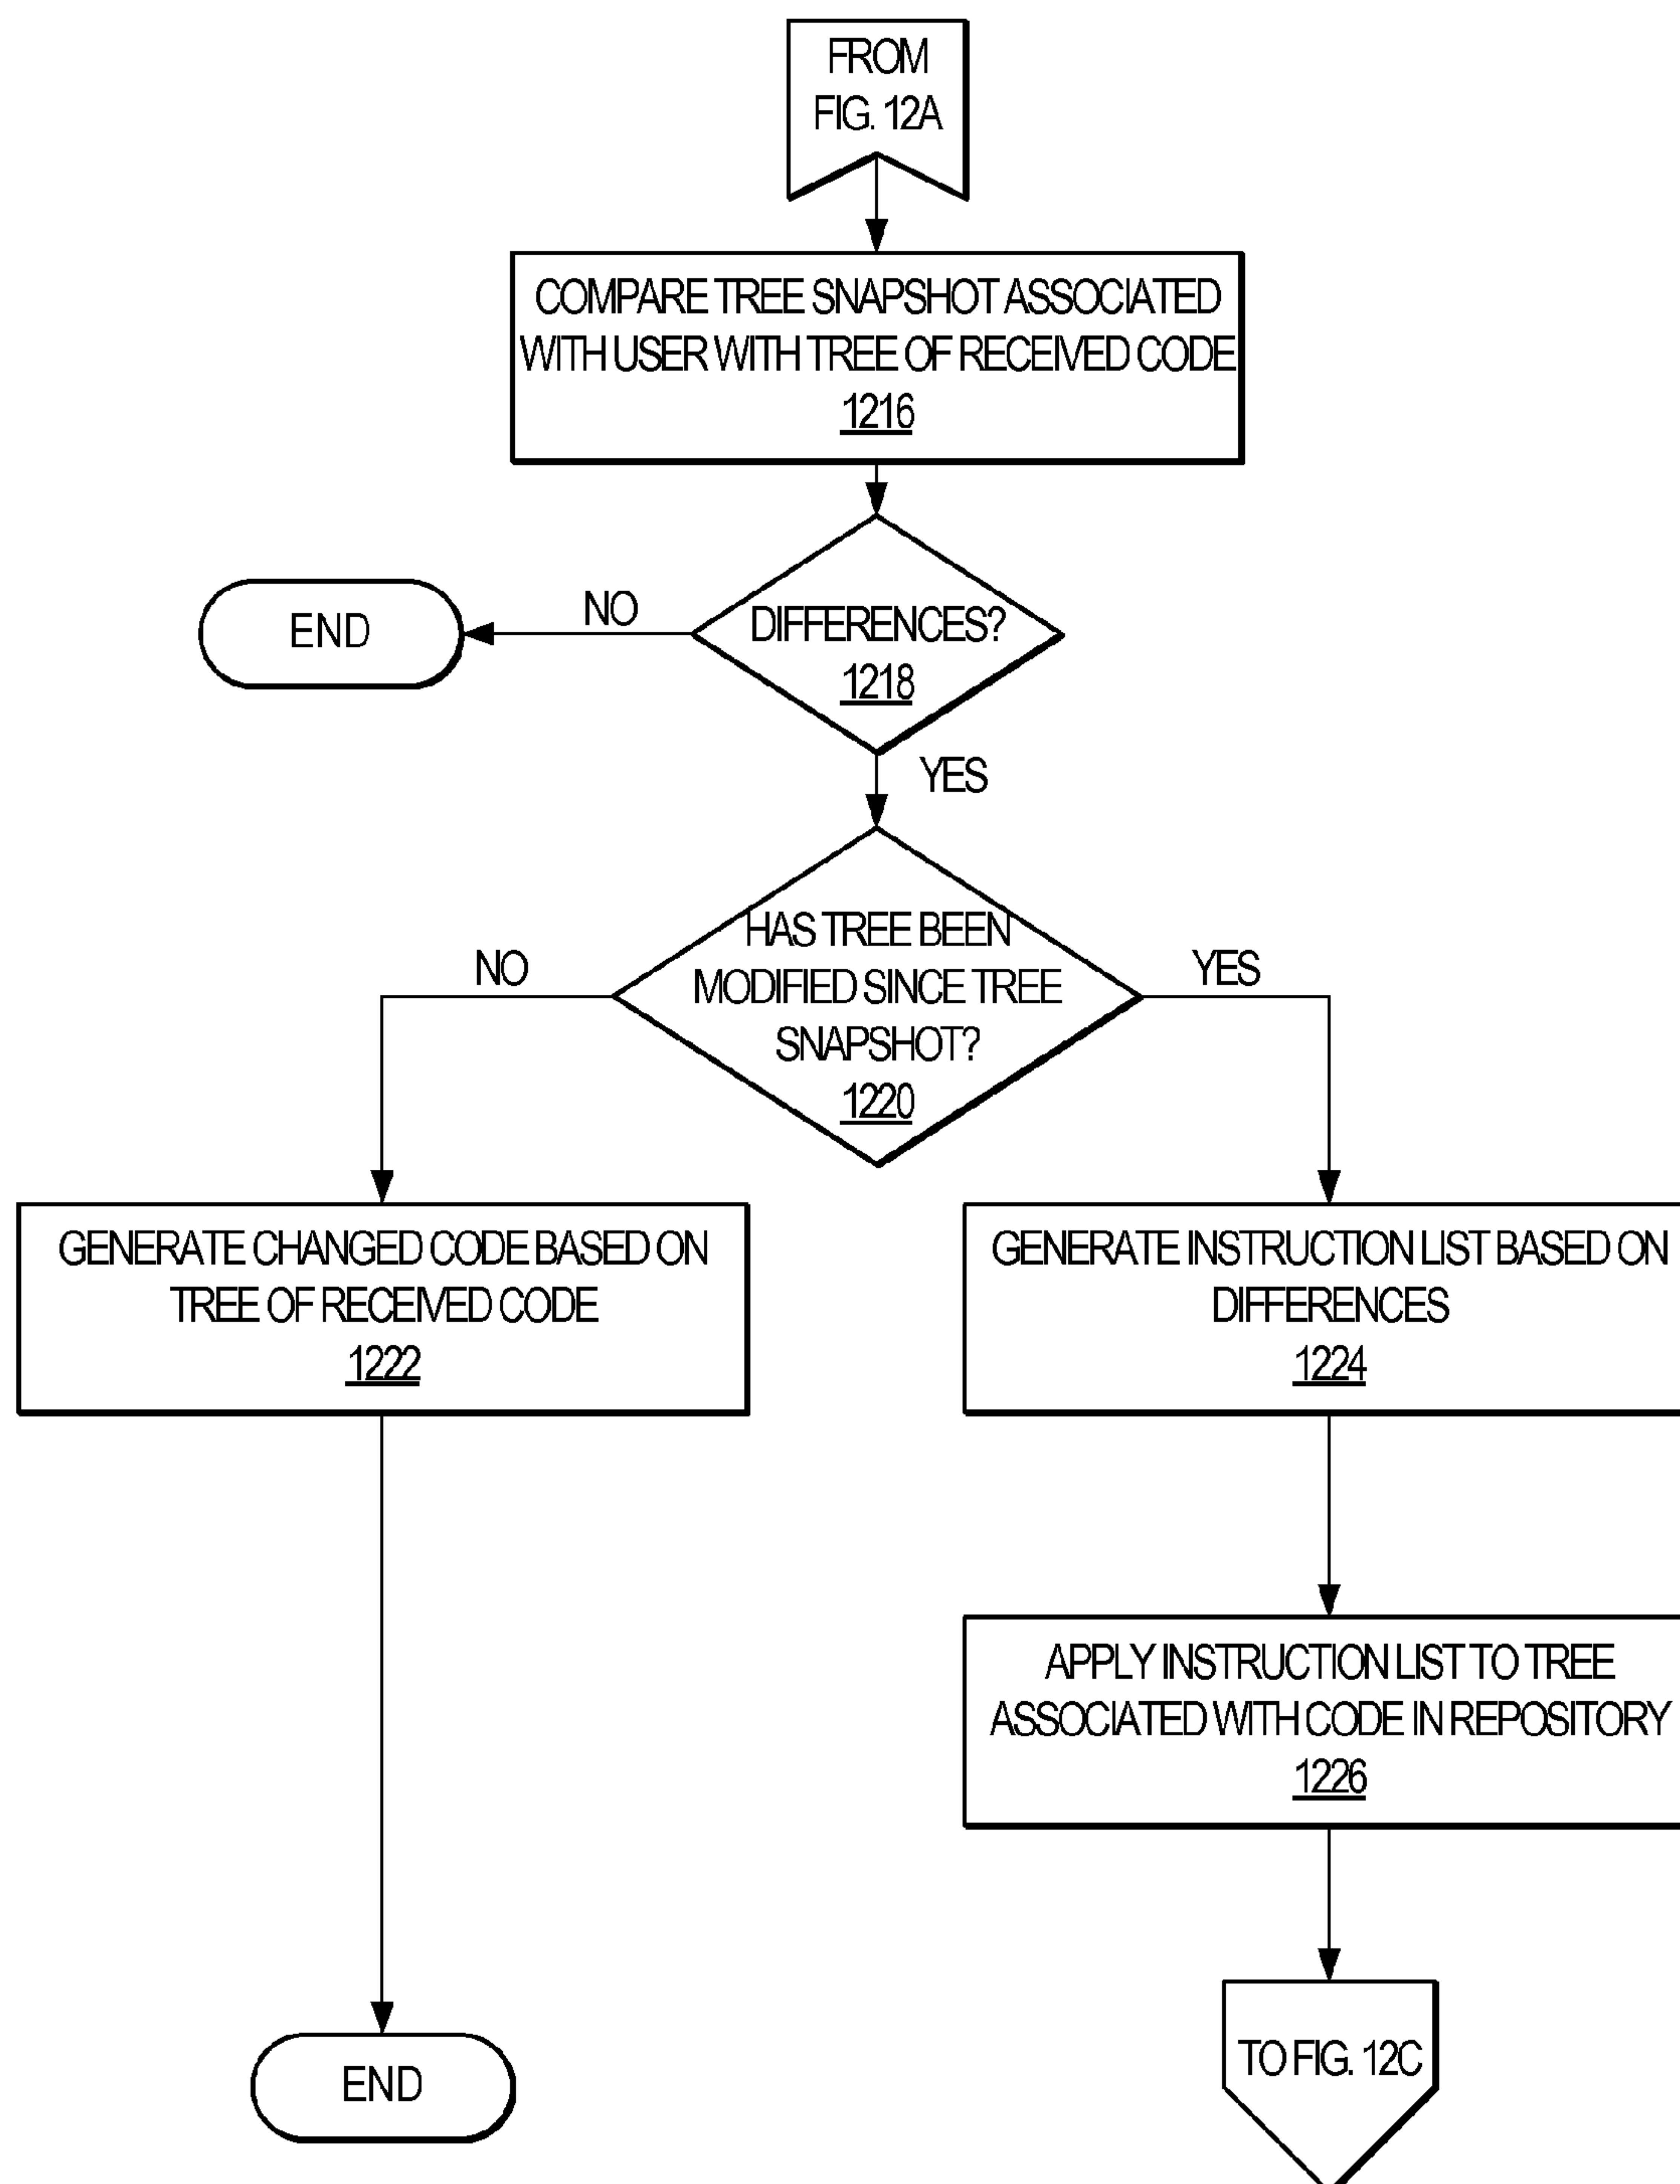 FROM
FIG. 12A
COMPARE TREE SNAPSHOT ASSOCIATED
WITH USER WITH TREE OF RECEIVED CODE
1216
NO
END
DIFFERENCES?
1218
YES
HAS TREE BEEN
MODIFIED SINCE TREE
SNAPSHOT?
1220
NO
YES
GENERATE CHANGED CODE BASED ON
TREE OF RECEIVED CODE
1222
GENERATE INSTRUCTION LIST BASED ON
DIFFERENCES
1224
APPLY INSTRUCTION LIST TO TREE
ASSOCIATED WITH CODE IN REPOSITORY
1226
END
TO FIG. 12C